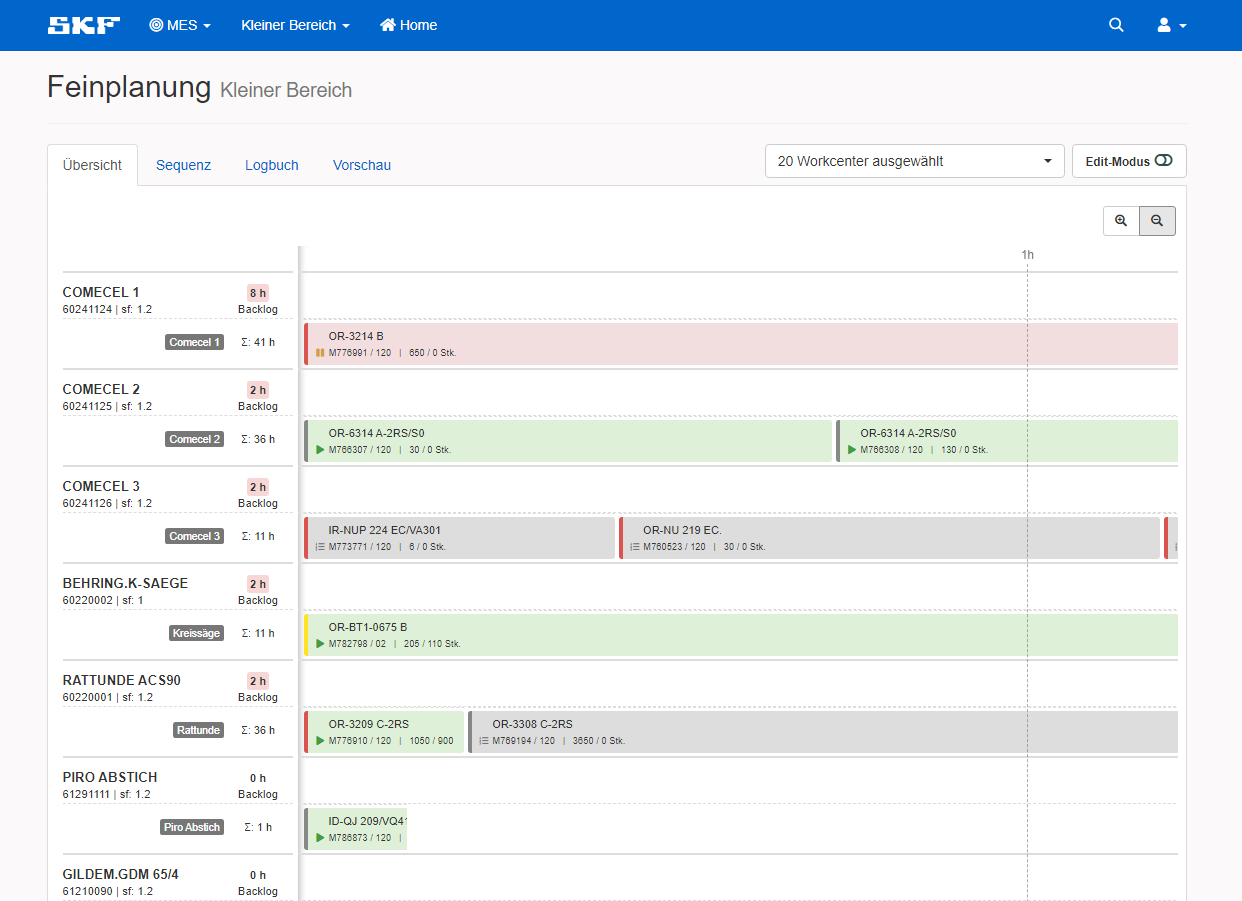 SKF MES Kleiner Bereich Home
Feinplanung Kleiner Bereich
Übersicht Sequenz Logbuch Vorschau 20 Workcenter ausgewählt Edit-Modus
1h
COMECEL 1 8 h
60241124 | sf: 1.2 Backlog
Comecel 1 Σ: 41 h
OR-3214 B
M776991 / 120 | 650 / 0 Stk.
COMECEL 2 2 h
60241125 | sf: 1.2 Backlog
Comecel 2 Σ: 36 h
OR-6314 A-2RS/S0 OR-6314 A-2RS/S0
M766307 / 120 | 30 / 0 Stk. M766308 / 120 | 130 / 0 Stk.
COMECEL 3 2 h
60241126 | sf: 1.2 Backlog
Comecel 3 Σ: 11 h
IR-NUP 224 EC/VA301 OR-NU 219 EC.
M773771 / 120 | 6 / 0 Stk. M760523 / 120 | 30 / 0 Stk.
BEHRING.K-SAEGE 2 h
60220002 | sf: 1 Backlog
Kreissäge Σ: 11 h
OR-BT1-0675 B
M782798 / 02 | 205 / 110 Stk.
RATTUNDE ACS90 2 h
60220001 | sf: 1.2 Backlog
Rattunde Σ: 36 h
OR-3209 C-2RS OR-3308 C-2RS
M776910 / 120 | 1050 / 900 M769194 / 120 | 3650 / 0 Stk.
PIRO ABSTICH 0 h
61291111 | sf: 1.2 Backlog
Piro Abstich Σ: 1 h
ID-QJ 209/VQ41
M786873 / 120 |
GILDEM.GDM 65/4 0 h
61210090 | sf: 1.2 Backlog